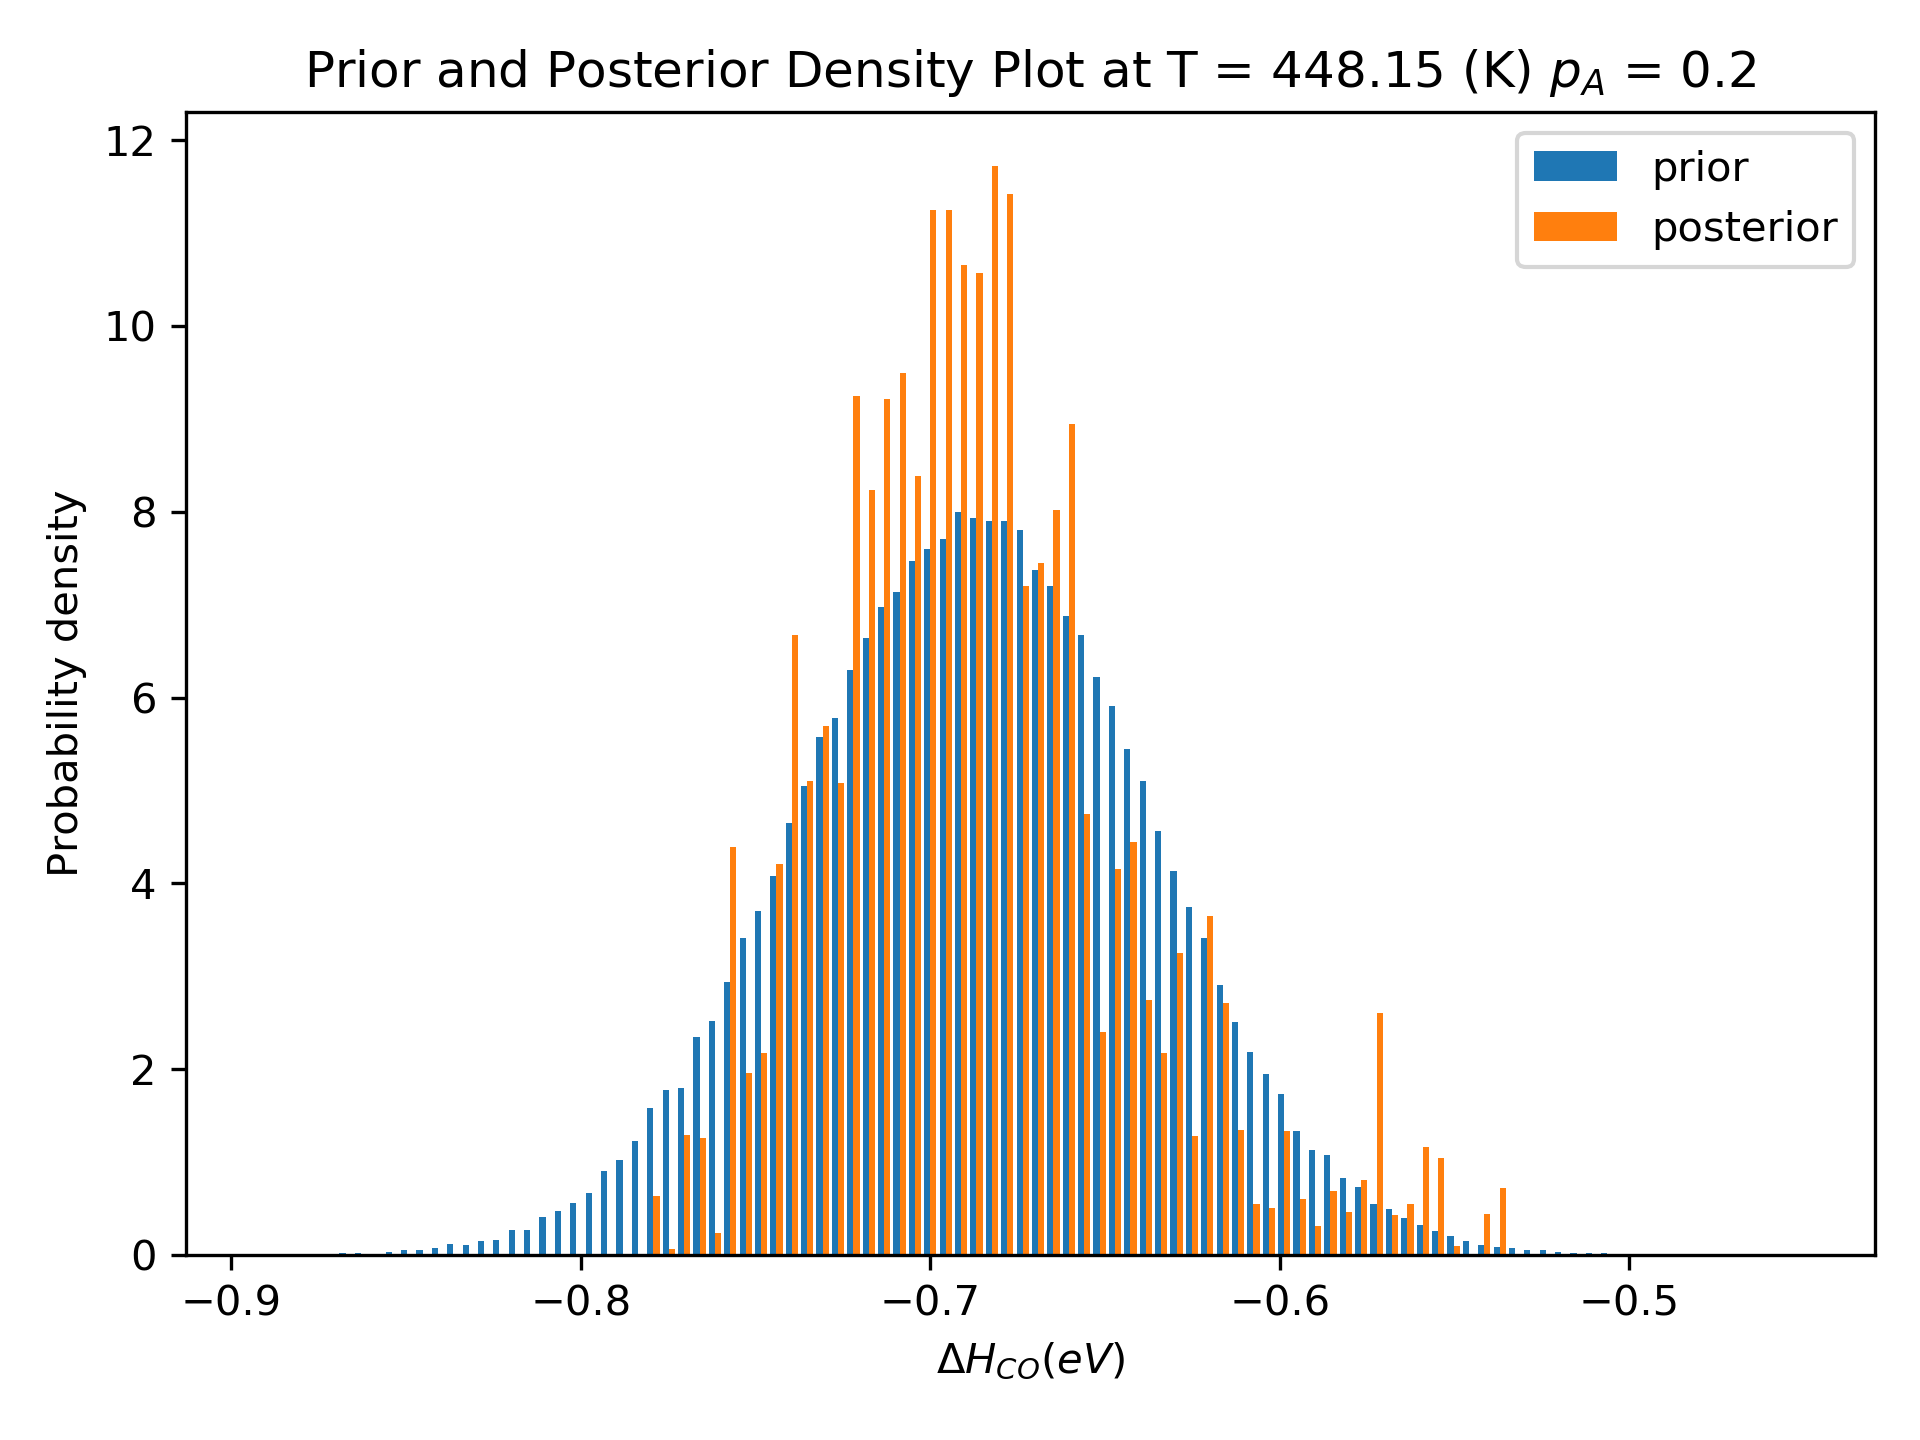 Prior and Posterior Density Plot at T = 448.15 (K) p_A = 0.2
prior
posterior
Probability density
12
10
8
6
4
2
0
−0.9 −0.8 −0.7 −0.6 −0.5
ΔH_CO(eV)